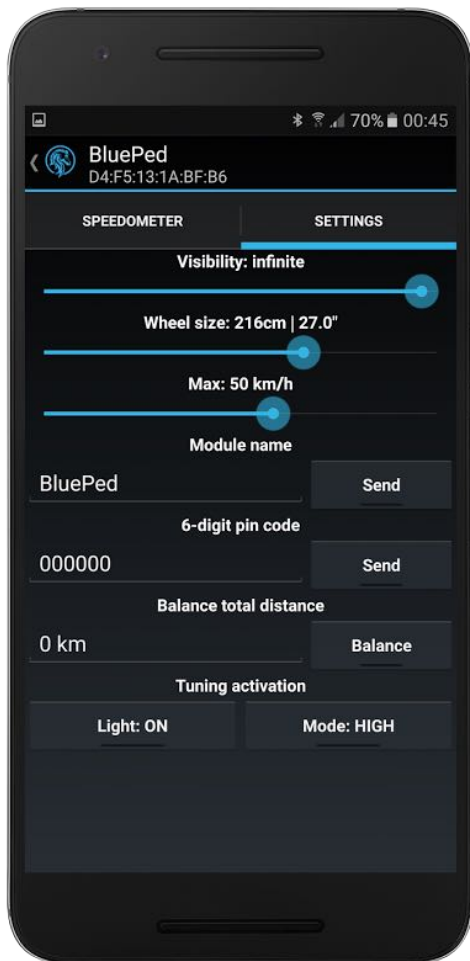 70% 00:45
BluePed
D4:F5:13:1A:BF:B6
SPEEDOMETER SETTINGS
Visibility: infinite
Wheel size: 216cm | 27.0"
Max: 50 km/h
Module name
BluePed Send
6-digit pin code
000000 Send
Balance total distance
0 km Balance
Tuning activation
Light: ON Mode: HIGH